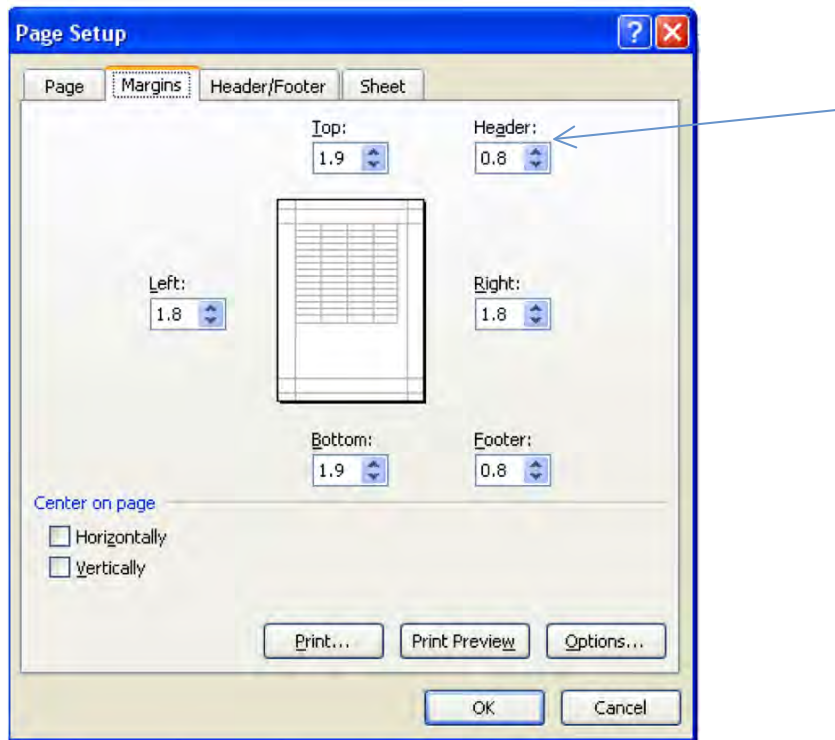 Page Setup
Page Margins Header/Footer Sheet
Top: Header:
1.9 0.8
Left: Right:
1.8 1.8
Bottom: Footer:
1.9 0.8
Center on page
Horizontally
Vertically
Print... Print Preview Options...
OK Cancel